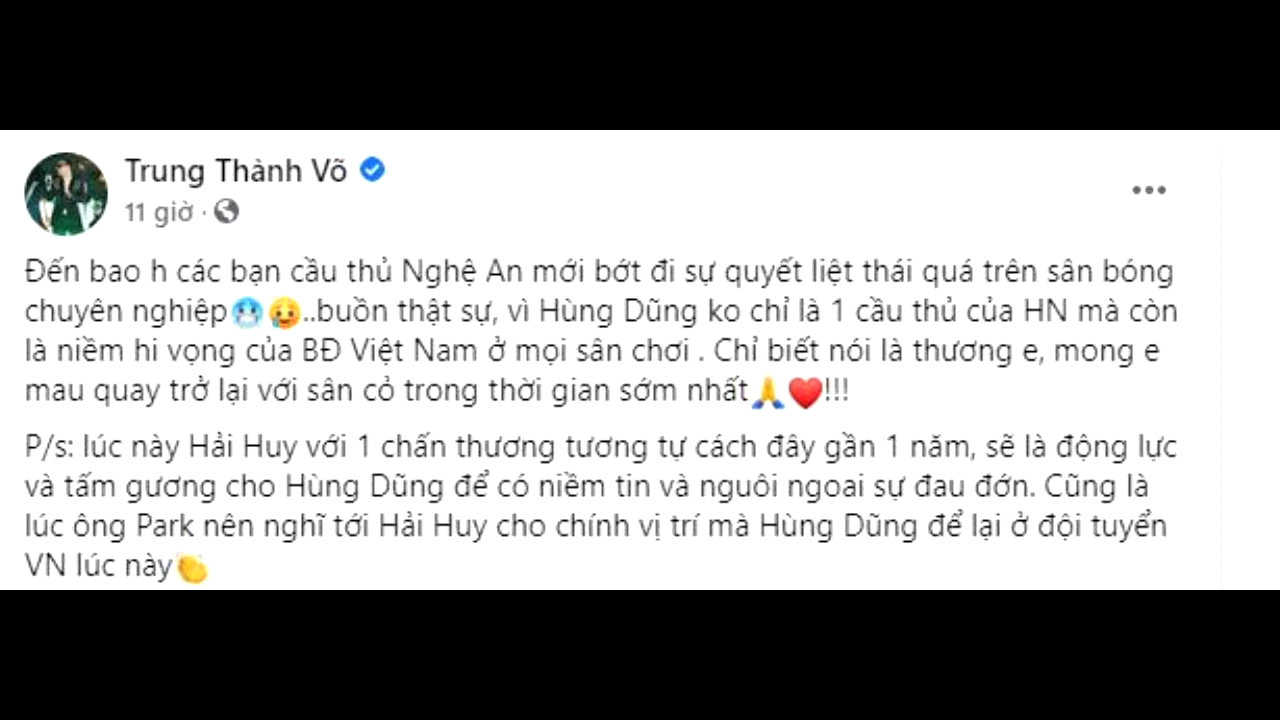 Trung Thành Võ
11 giờ ·
Đến bao h các bạn cầu thủ Nghệ An mới bớt đi sự quyết liệt thái quá trên sân bóng
chuyên nghiệp🥶🥲..buồn thật sự, vì Hùng Dũng ko chỉ là 1 cầu thủ của HN mà còn
là niềm hi vọng của BĐ Việt Nam ở mọi sân chơi . Chỉ biết nói là thương e, mong e
mau quay trở lại với sân cỏ trong thời gian sớm nhất🙏❤️!!!
P/s: lúc này Hải Huy với 1 chấn thương tương tự cách đây gần 1 năm, sẽ là động lực
và tấm gương cho Hùng Dũng để có niềm tin và nguôi ngoai sự đau đớn. Cũng là
lúc ông Park nên nghĩ tới Hải Huy cho chính vị trí mà Hùng Dũng để lại ở đội tuyển
VN lúc này👏